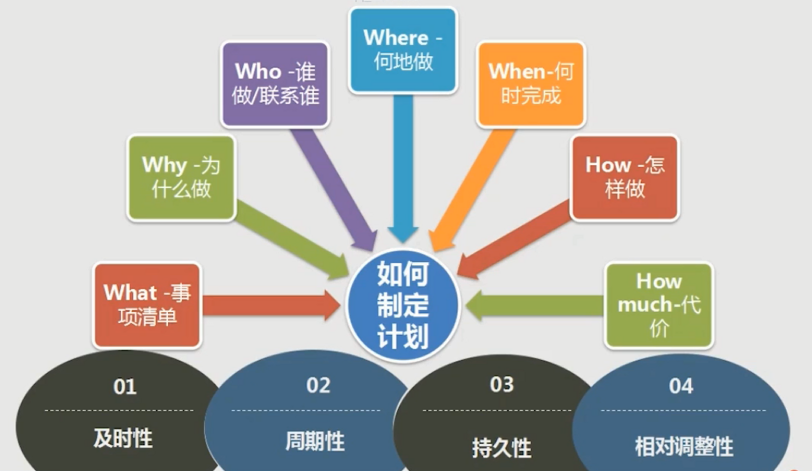 Where -
何地做
Who -谁
做/联系谁
When-何
时完成
Why -为
什么做
How -怎
样做
What -事
项清单
如何
制定
计划
How
much-代
价
01
及时性
02
周期性
03
持久性
04
相对调整性